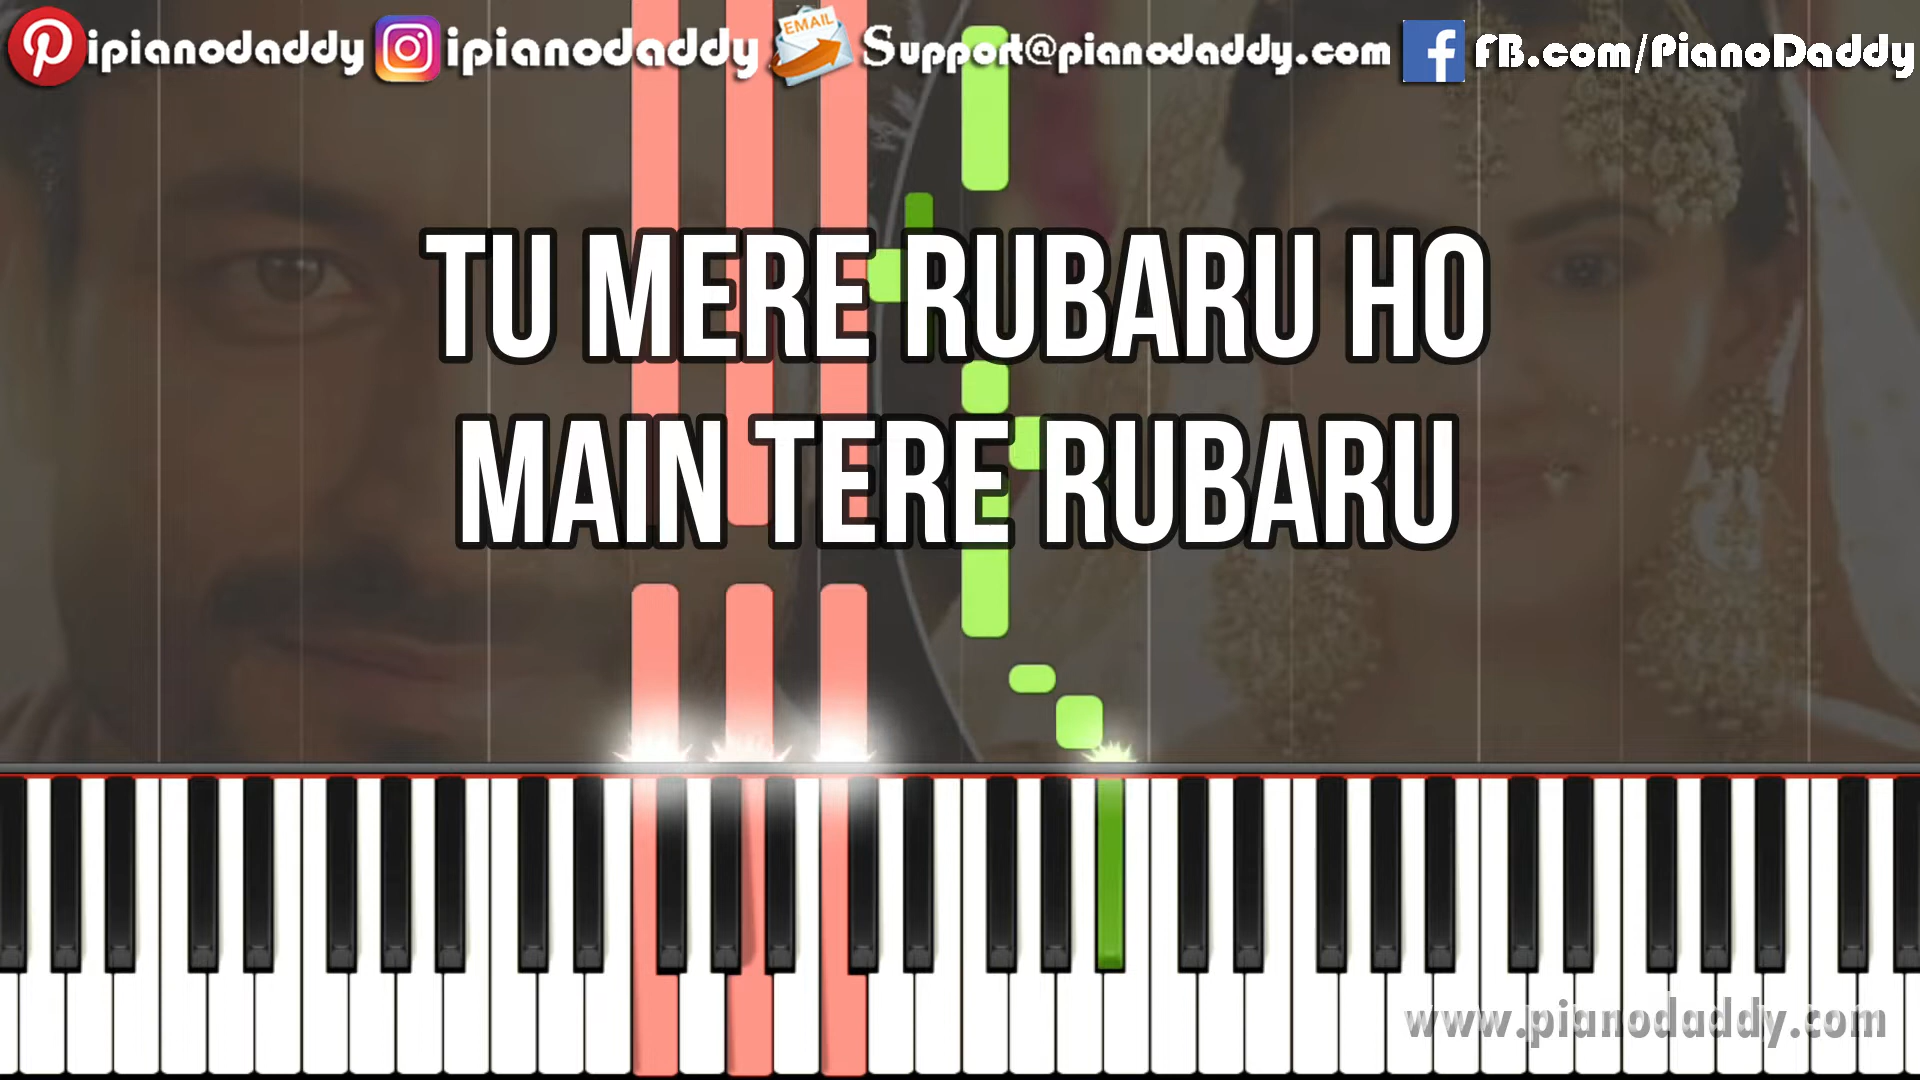 ipianodaddy ipianodaddy EMAIL Support@pianodaddy.com FB.com/PianoDaddy
TU MERE RUBARU HO
MAIN TERE RUBARU
www.pianodaddy.com